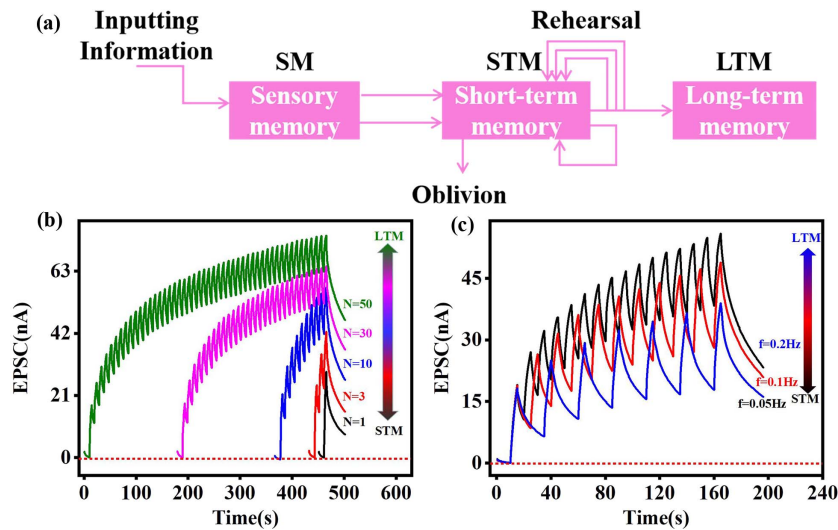 (a)
Inputting
Information
Rehearsal
SM
STM
LTM
Sensory
memory
Short-term
memory
Long-term
memory
Oblivion
(b)
EPSC(nA)
63
42
21
0
LTM
N=50
N=30
N=10
N=3
N=1
STM
0 100 200 300 400 500 600
Time(s)
(c)
EPSC(nA)
45
30
15
0
LTM
f=0.2Hz
f=0.1Hz
f=0.05Hz
STM
0 40 80 120 160 200 240
Time(s)